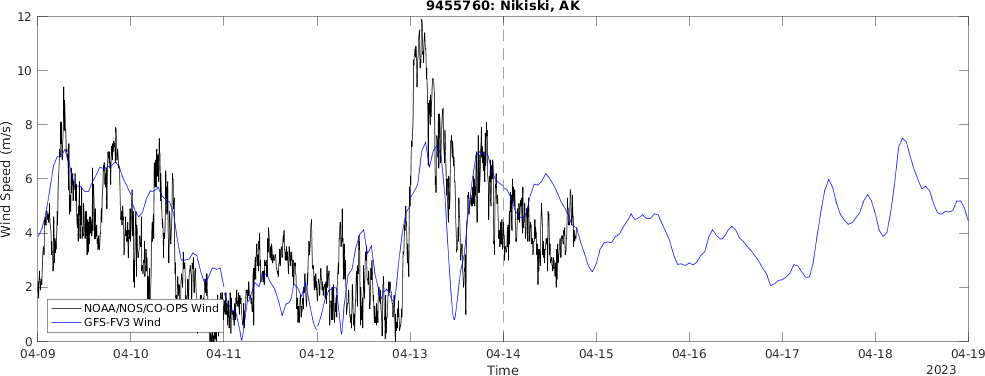 9455760: Nikiski, AK
Wind Speed (m/s)
12
10
8
6
4
2
0
NOAA/NOS/CO-OPS Wind
GFS-FV3 Wind
04-09 04-10 04-11 04-12 04-13 04-14 04-15 04-16 04-17 04-18 04-19
Time
2023